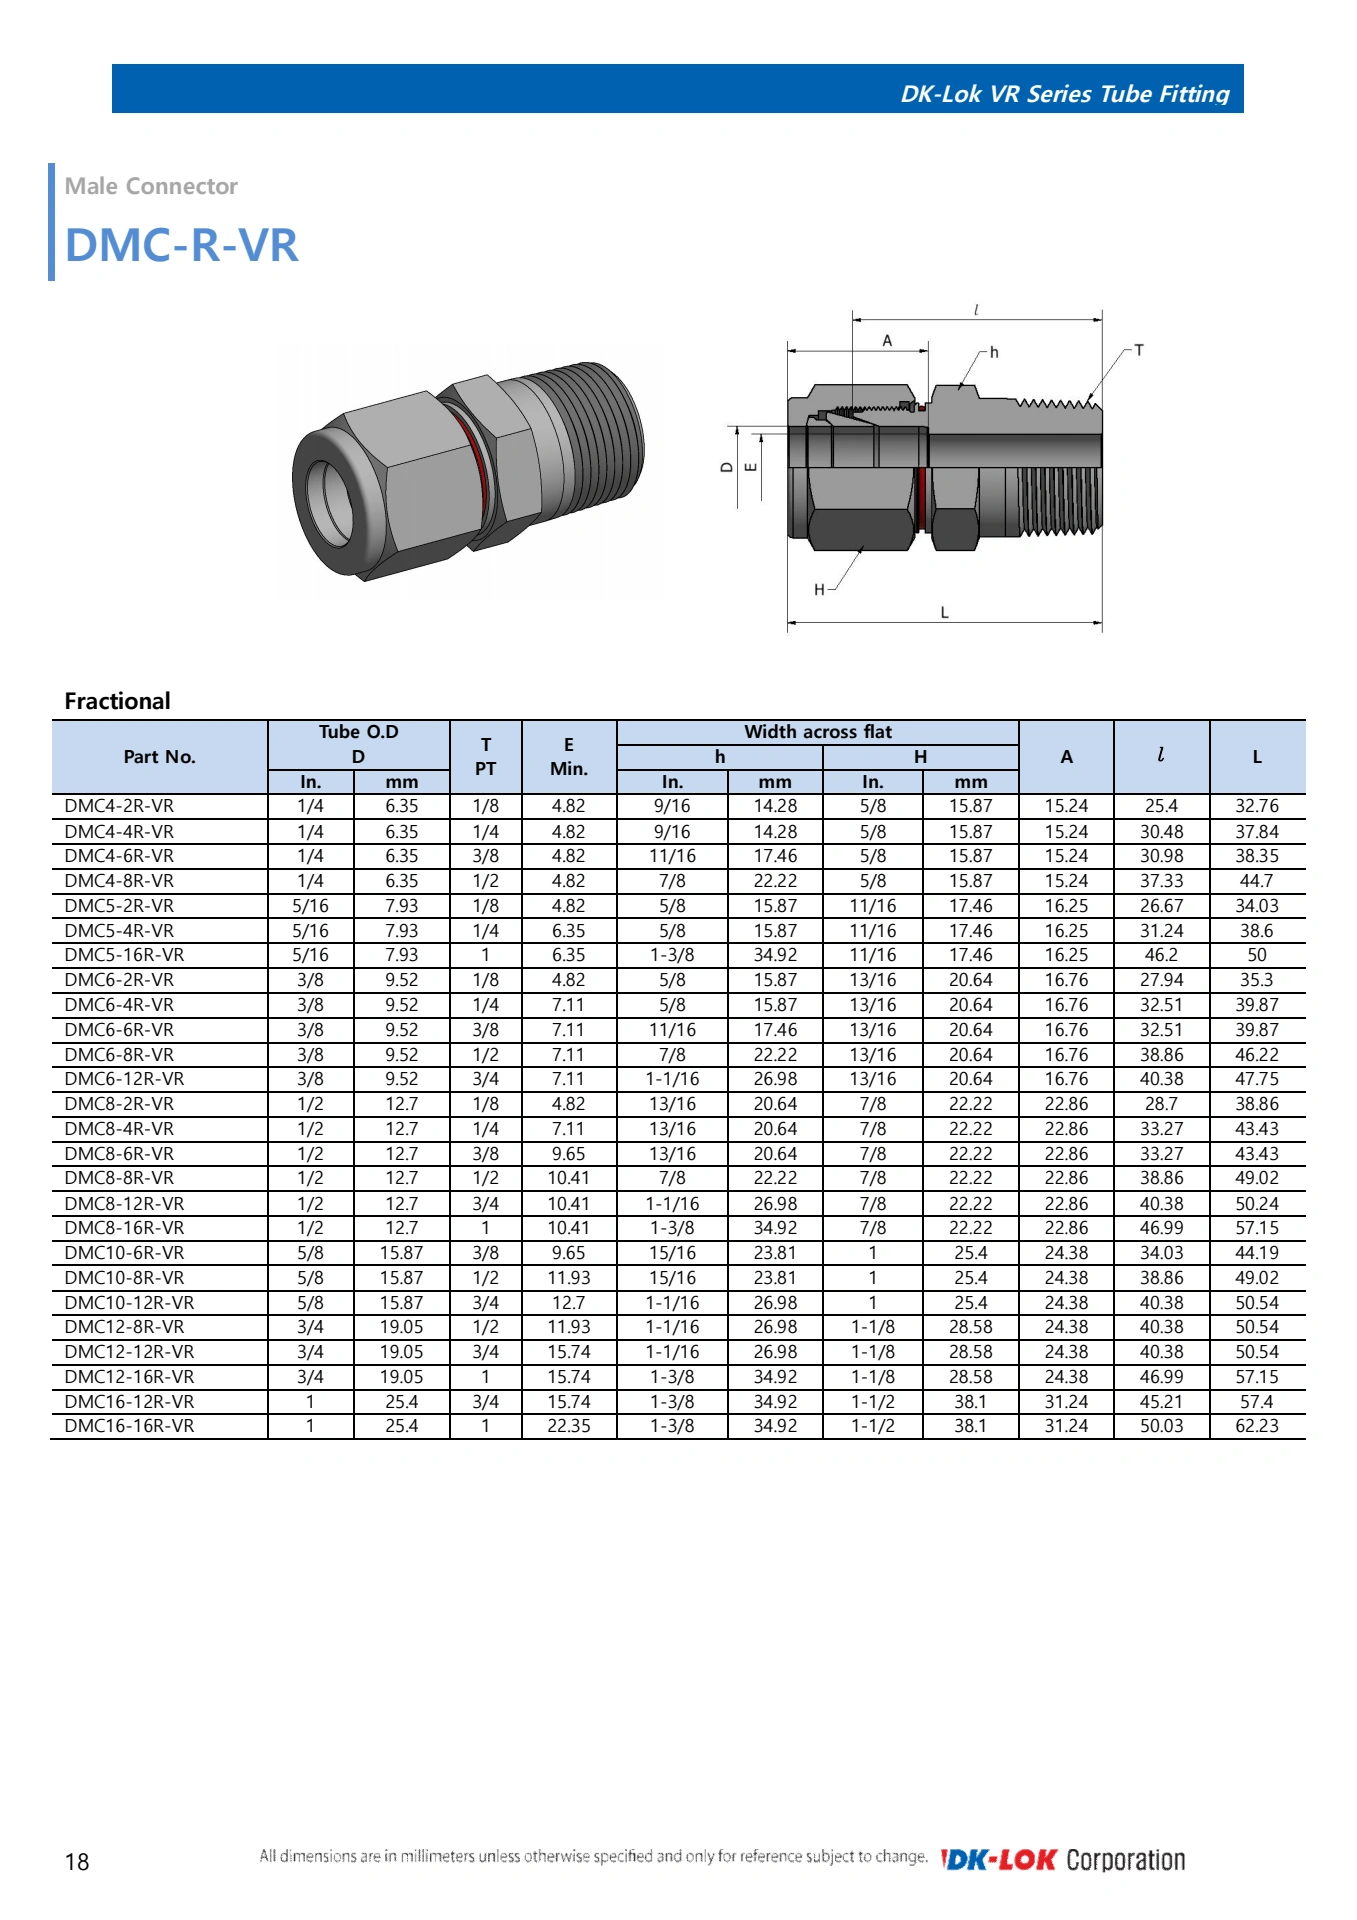 DK-Lok VR Series Tube Fitting
Male Connector
DMC-R-VR
l
A
h
T
D
E
H
L
Fractional
Part No. Tube O.D D T PT E Min. Width across flat A l L
h H
In. mm In. mm In. mm
DMC4-2R-VR 1/4 6.35 1/8 4.82 9/16 14.28 5/8 15.87 15.24 25.4 32.76
DMC4-4R-VR 1/4 6.35 1/4 4.82 9/16 14.28 5/8 15.87 15.24 30.48 37.84
DMC4-6R-VR 1/4 6.35 3/8 4.82 11/16 17.46 5/8 15.87 15.24 30.98 38.35
DMC4-8R-VR 1/4 6.35 1/2 4.82 7/8 22.22 5/8 15.87 15.24 37.33 44.7
DMC5-2R-VR 5/16 7.93 1/8 4.82 5/8 15.87 11/16 17.46 16.25 26.67 34.03
DMC5-4R-VR 5/16 7.93 1/4 6.35 5/8 15.87 11/16 17.46 16.25 31.24 38.6
DMC5-16R-VR 5/16 7.93 1 6.35 1-3/8 34.92 11/16 17.46 16.25 46.2 50
DMC6-2R-VR 3/8 9.52 1/8 4.82 5/8 15.87 13/16 20.64 16.76 27.94 35.3
DMC6-4R-VR 3/8 9.52 1/4 7.11 5/8 15.87 13/16 20.64 16.76 32.51 39.87
DMC6-6R-VR 3/8 9.52 3/8 7.11 11/16 17.46 13/16 20.64 16.76 32.51 39.87
DMC6-8R-VR 3/8 9.52 1/2 7.11 7/8 22.22 13/16 20.64 16.76 38.86 46.22
DMC6-12R-VR 3/8 9.52 3/4 7.11 1-1/16 26.98 13/16 20.64 16.76 40.38 47.75
DMC8-2R-VR 1/2 12.7 1/8 4.82 13/16 20.64 7/8 22.22 22.86 28.7 38.86
DMC8-4R-VR 1/2 12.7 1/4 7.11 13/16 20.64 7/8 22.22 22.86 33.27 43.43
DMC8-6R-VR 1/2 12.7 3/8 9.65 13/16 20.64 7/8 22.22 22.86 33.27 43.43
DMC8-8R-VR 1/2 12.7 1/2 10.41 7/8 22.22 7/8 22.22 22.86 38.86 49.02
DMC8-12R-VR 1/2 12.7 3/4 10.41 1-1/16 26.98 7/8 22.22 22.86 40.38 50.24
DMC8-16R-VR 1/2 12.7 1 10.41 1-3/8 34.92 7/8 22.22 22.86 46.99 57.15
DMC10-6R-VR 5/8 15.87 3/8 9.65 15/16 23.81 1 25.4 24.38 34.03 44.19
DMC10-8R-VR 5/8 15.87 1/2 11.93 15/16 23.81 1 25.4 24.38 38.86 49.02
DMC10-12R-VR 5/8 15.87 3/4 12.7 1-1/16 26.98 1 25.4 24.38 40.38 50.54
DMC12-8R-VR 3/4 19.05 1/2 11.93 1-1/16 26.98 1-1/8 28.58 24.38 40.38 50.54
DMC12-12R-VR 3/4 19.05 3/4 15.74 1-1/16 26.98 1-1/8 28.58 24.38 40.38 50.54
DMC12-16R-VR 3/4 19.05 1 15.74 1-3/8 34.92 1-1/8 28.58 24.38 46.99 57.15
DMC16-12R-VR 1 25.4 3/4 15.74 1-3/8 34.92 1-1/2 38.1 31.24 45.21 57.4
DMC16-16R-VR 1 25.4 1 22.35 1-3/8 34.92 1-1/2 38.1 31.24 50.03 62.23
18 All dimensions are in millimeters unless otherwise specified and only for reference subject to change. DK-LOK Corporation